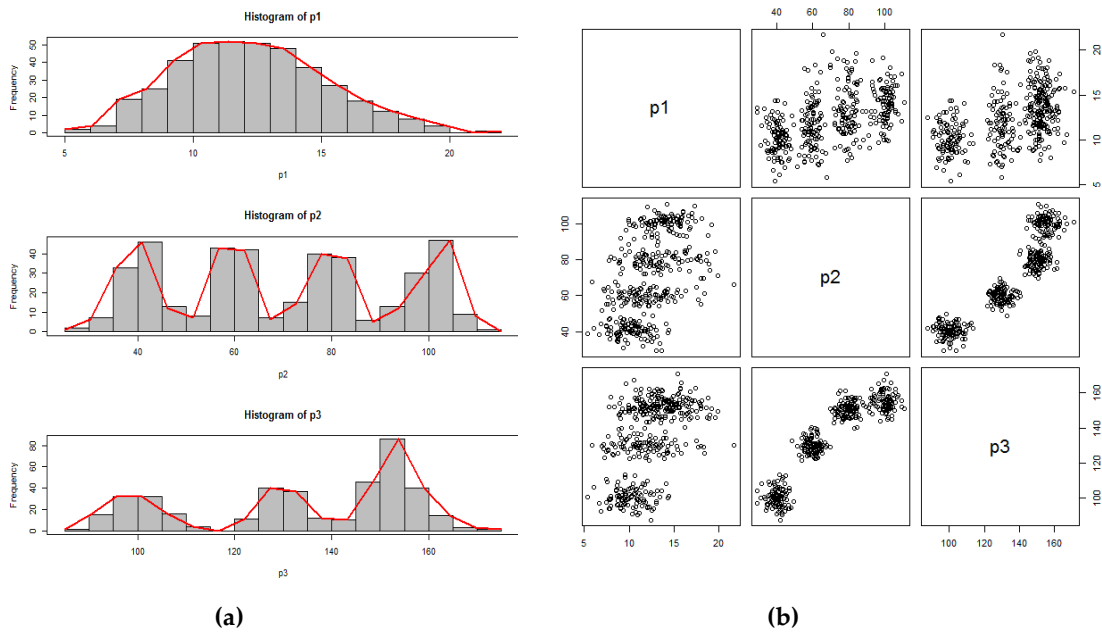 Histogram of p1
Frequency
0 10 20 30 40 50
5 10 15 20
p1
Histogram of p2
Frequency
0 10 20 30 40
40 60 80 100
p2
Histogram of p3
Frequency
0 20 40 60 80
100 120 140 160
p3
(a)
40 60 80 100
p1
5 10 15 20
40 60 80 100
p2
p3
100 120 140 160
5 10 15 20
100 120 140 160
(b)